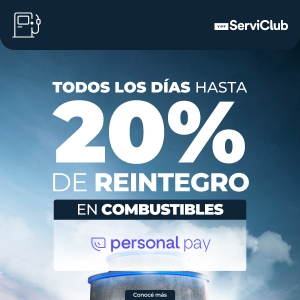 YPF ServiClub
TODOS LOS DÍAS HASTA
20%
DE REINTEGRO
EN COMBUSTIBLES
personal pay
Conocé más